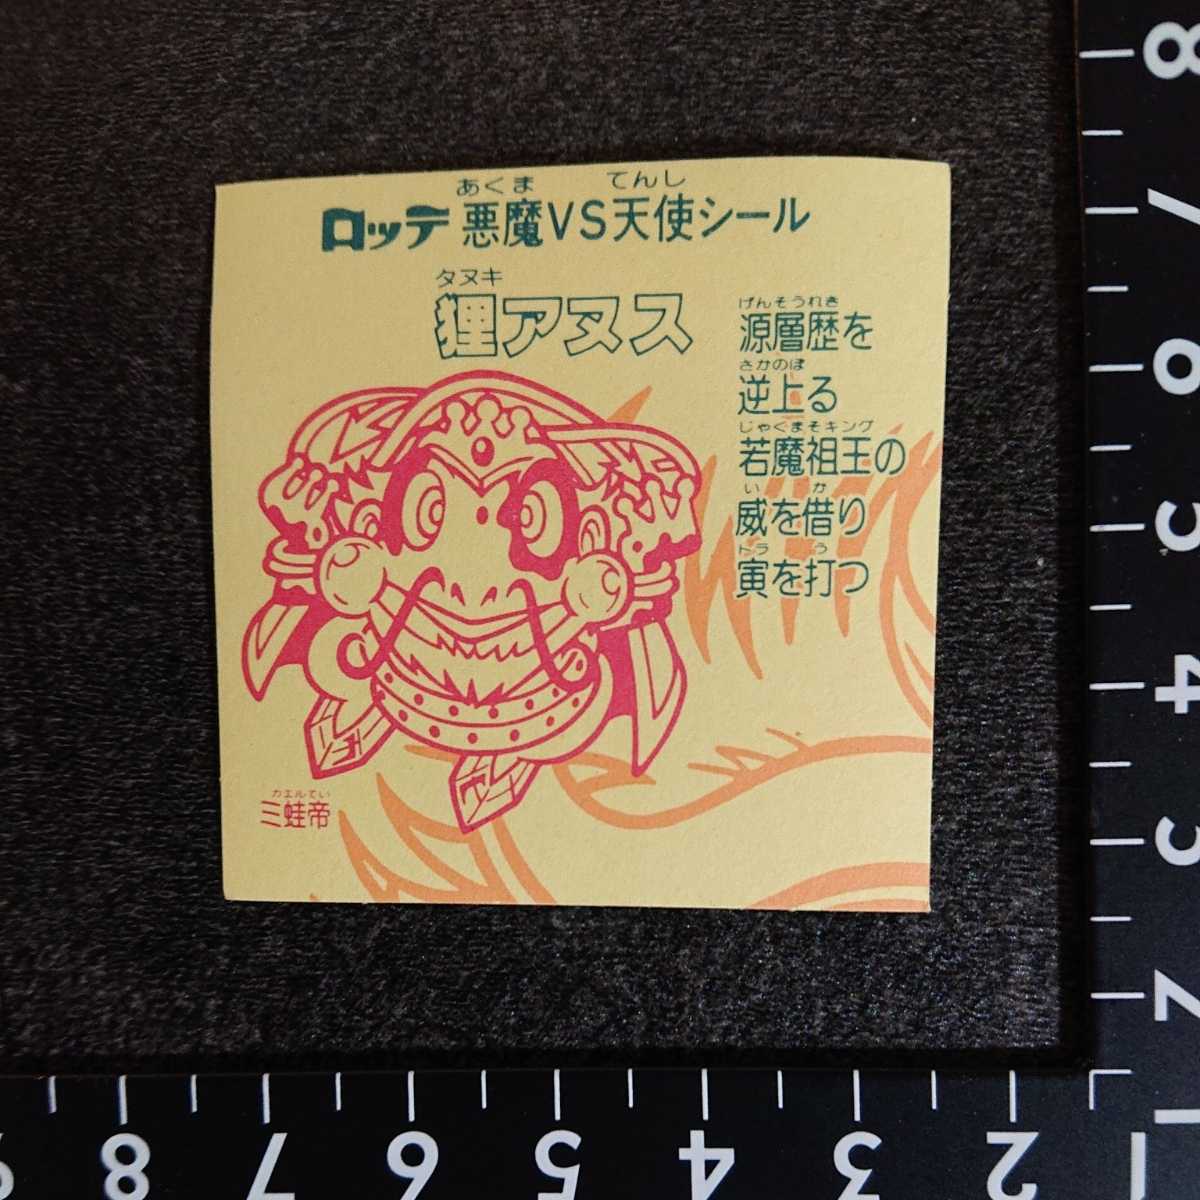 あくま てんし
ロッテ 悪魔VS天使シール
タヌキ
狸アヌス
げんそうれき
源層歴を
さかのぼ
逆上る
じゃくまそキング
若魔祖王の
い か
威を借り
トラ う
寅を打つ
カエルてい
三蛙帝
8
7
6
5
4
3
2
1
9 8 7 6 5 4 3 2 1